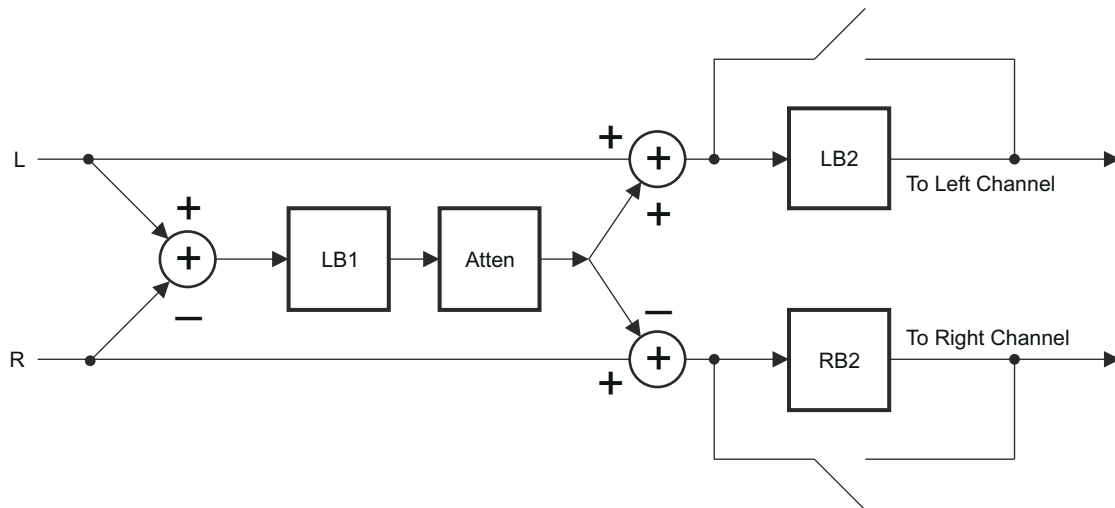 +
L
+
LB2
To Left Channel
+
+
+
LB1
Atten
−
−
To Right Channel
R
+
RB2
+